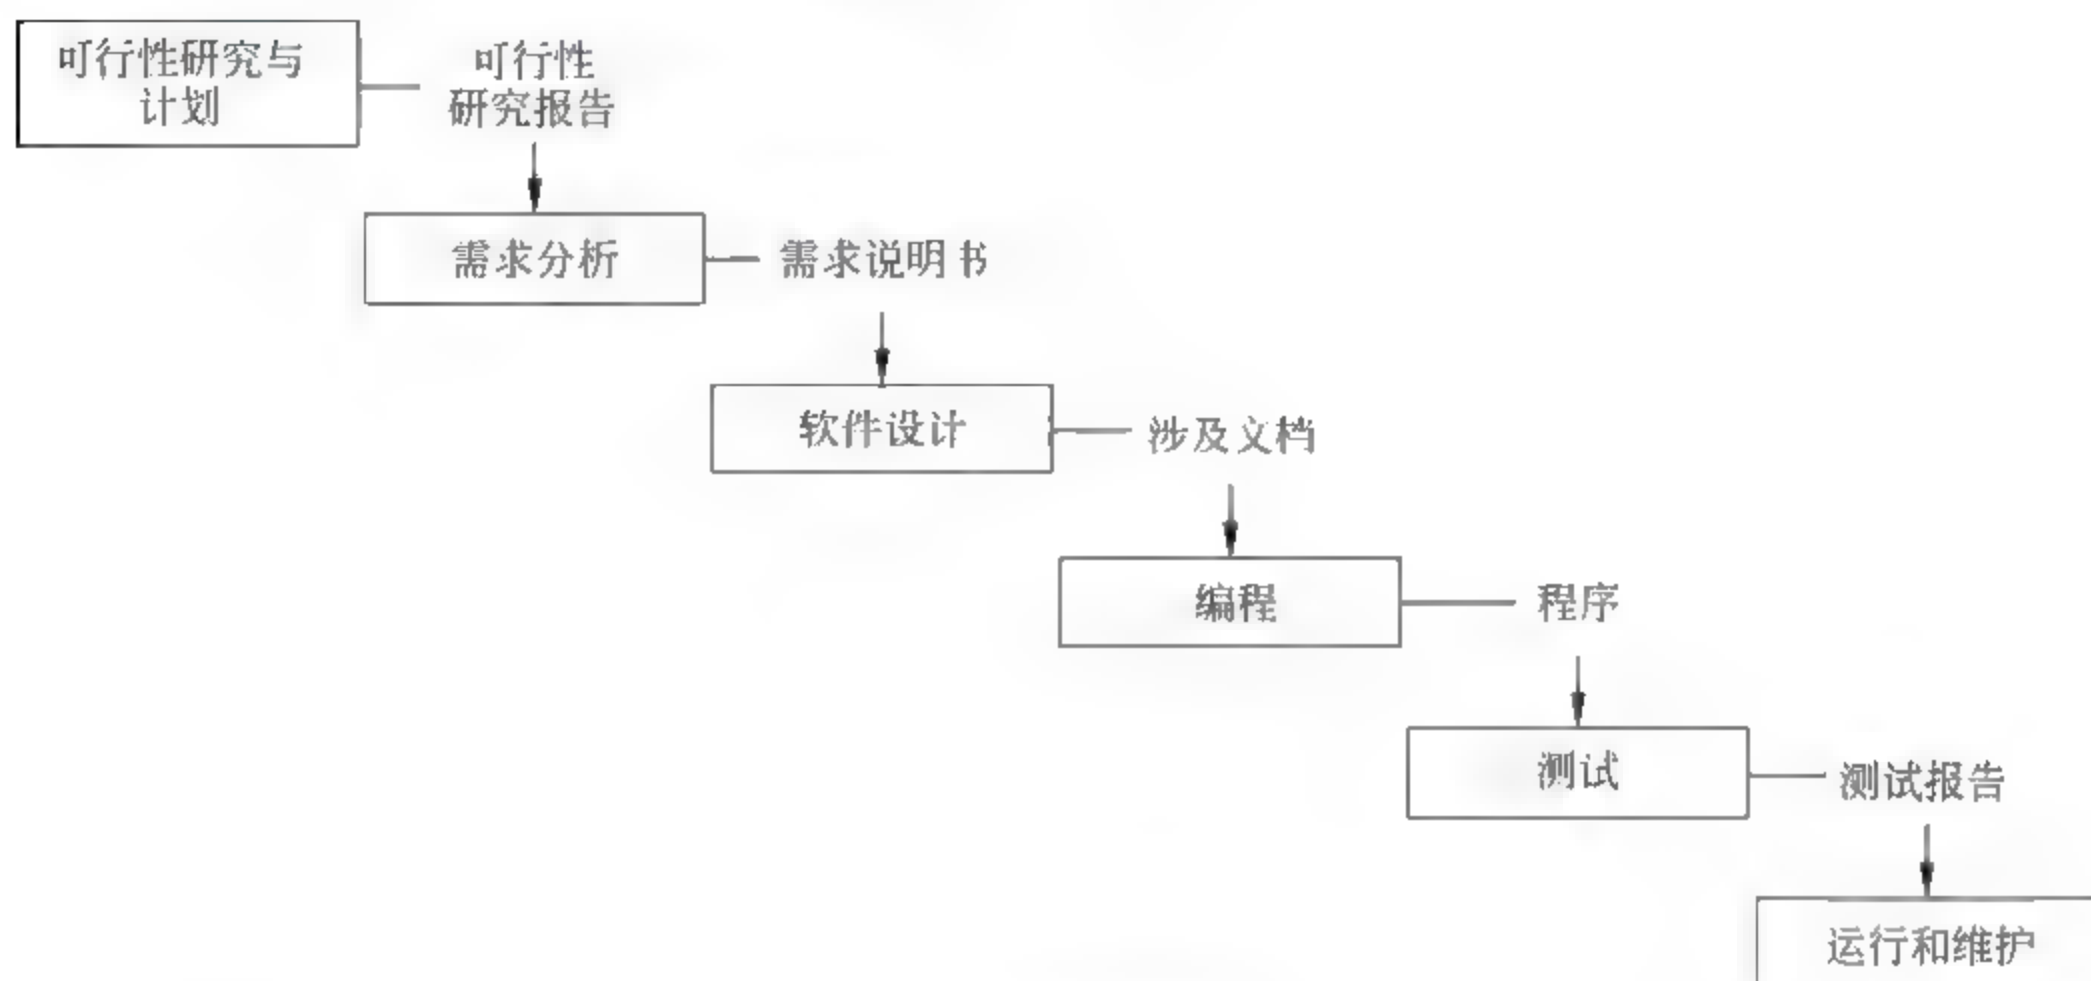 可行性研究与
计划
可行性
研究报告
需求分析
需求说明书
软件设计
涉及文档
编程
程序
测试
测试报告
运行和维护